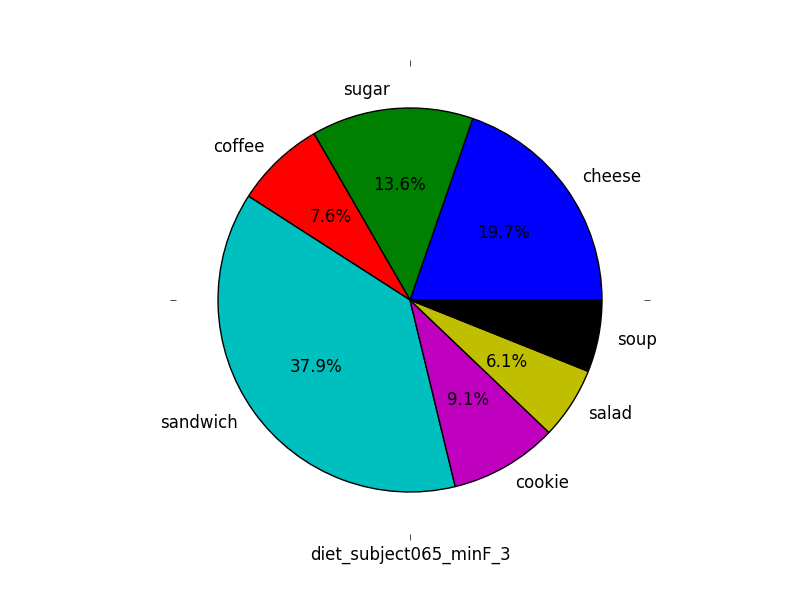 sugar
coffee
cheese
13.6%
7.6%
19.7%
soup
6.1%
37.9%
9.1%
salad
sandwich
cookie
diet_subject065_minF_3